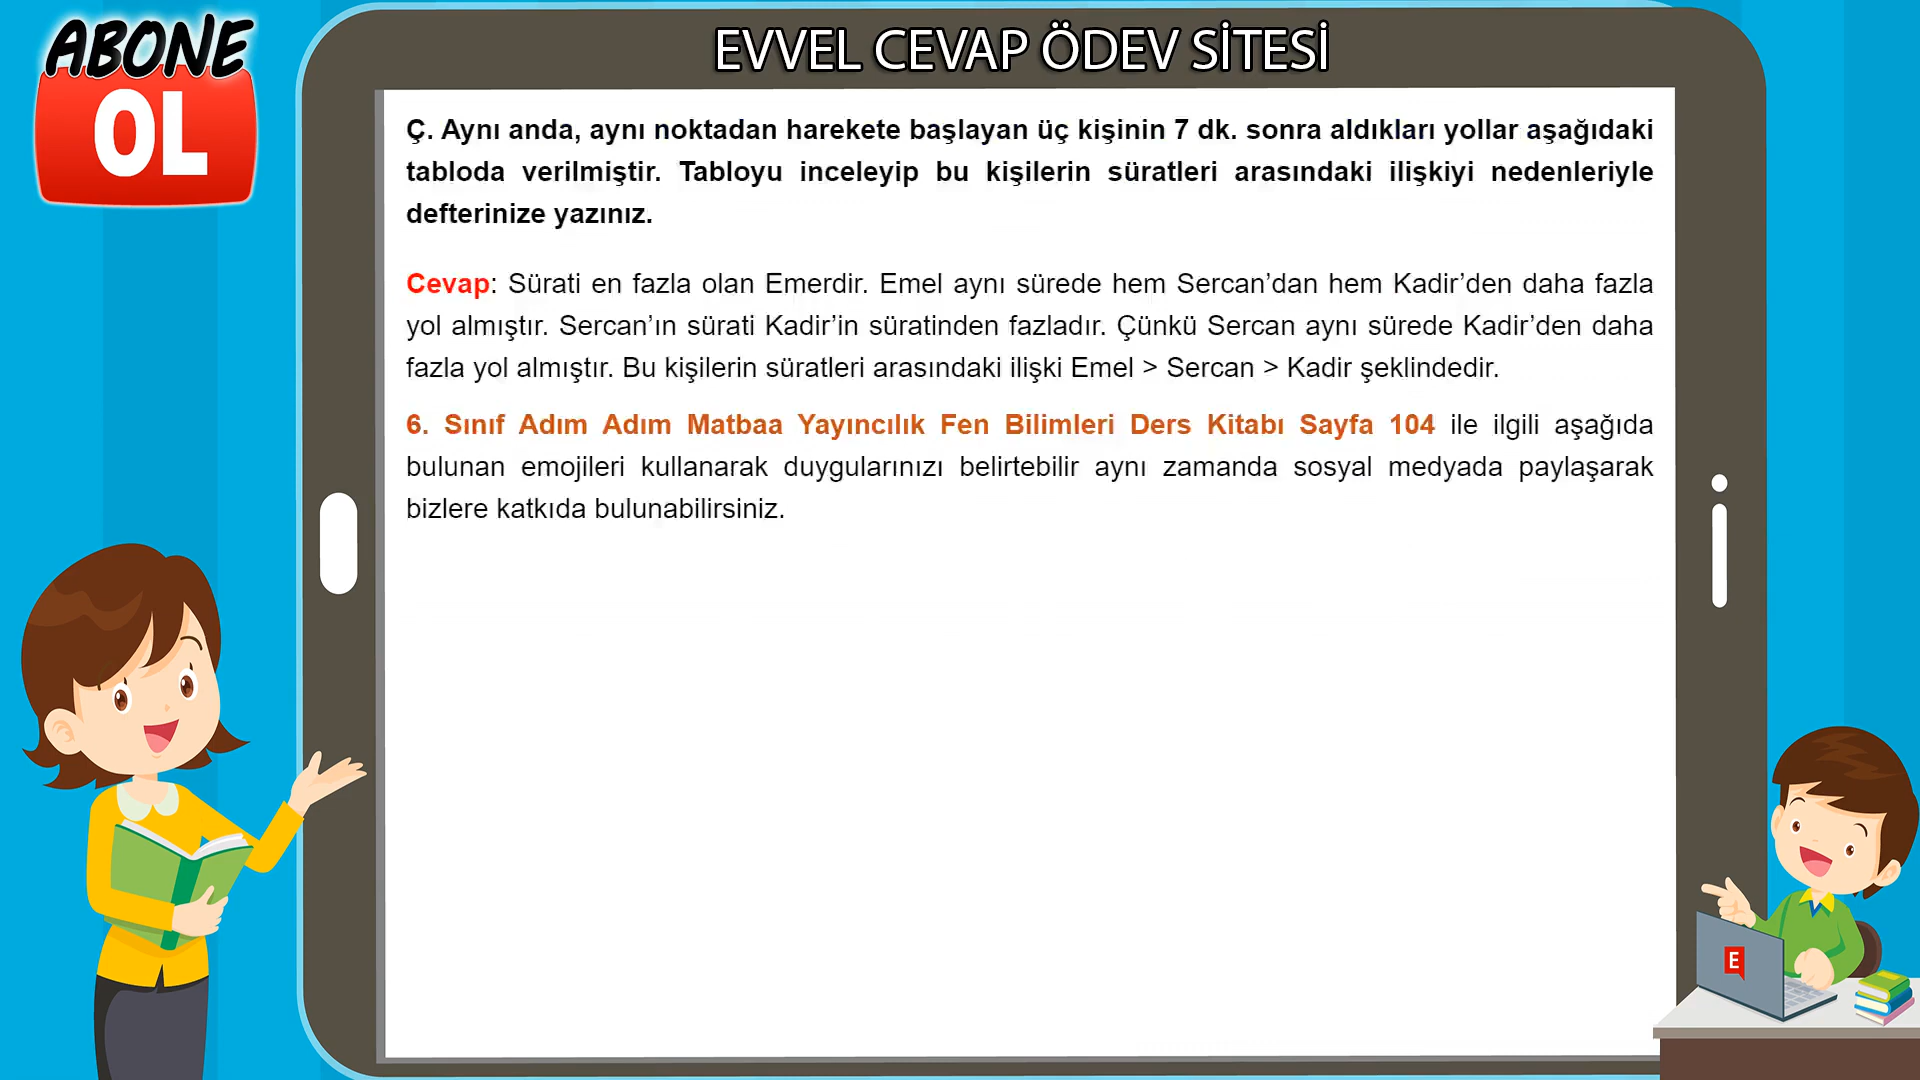 ABONE
OL
EVVEL CEVAP ÖDEV SİTESİ
Ç. Aynı anda, aynı noktadan harekete başlayan üç kişinin 7 dk. sonra aldıkları yollar aşağıdaki
tabloda verilmiştir. Tabloyu inceleyip bu kişilerin süratleri arasındaki ilişkiyi nedenleriyle
defterinize yazınız.
Cevap: Sürati en fazla olan Emerdir. Emel aynı sürede hem Sercan’dan hem Kadir’den daha fazla
yol almıştır. Sercan’ın sürati Kadir’in süratinden fazladır. Çünkü Sercan aynı sürede Kadir’den daha
fazla yol almıştır. Bu kişilerin süratleri arasındaki ilişki Emel > Sercan > Kadir şeklindedir.
6. Sınıf Adım Adım Matbaa Yayıncılık Fen Bilimleri Ders Kitabı Sayfa 104 ile ilgili aşağıda
bulunan emojileri kullanarak duygularınızı belirtebilir aynı zamanda sosyal medyada paylaşarak
bizlere katkıda bulunabilirsiniz.
E